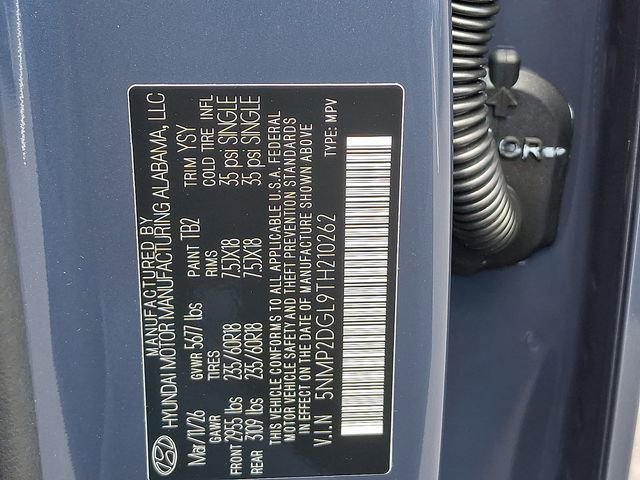 MANUFACTURED BY
HYUNDAI MOTOR MANUFACTURING ALABAMA, LLC
Mar/11/26 GVWR 5677 lbs PAINT TB2 TRIM YSY
GAWR TIRES RIMS COLD TIRE INFL
FRONT 2955 lbs 235/60R18 7.5JX18 35 psi SINGLE
REAR 3109 lbs 235/60R18 7.5JX18 35 psi SINGLE
THIS VEHICLE CONFORMS TO ALL APPLICABLE U.S.A. FEDERAL
MOTOR VEHICLE SAFETY AND THEFT PREVENTION STANDARDS
IN EFFECT ON THE DATE OF MANUFACTURE SHOWN ABOVE
V.I.N 5NMP2DGL9TH210262 TYPE: MPV
OR